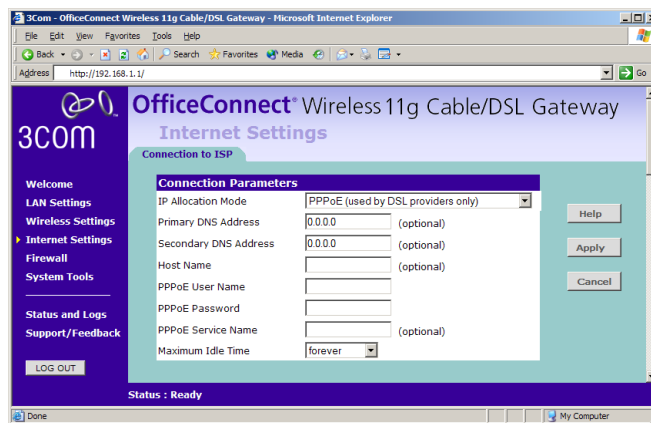 3Com - OfficeConnect Wireless 11g Cable/DSL Gateway - Microsoft Internet Explorer
File Edit View Favorites Tools Help
Back Search Favorites Media
Address http://192.168.1.1/ Go
3com
OfficeConnect Wireless 11g Cable/DSL Gateway
Internet Settings
Connection to ISP
Welcome
LAN Settings
Wireless Settings
Internet Settings
Firewall
System Tools
Status and Logs
Support/Feedback
LOG OUT
Connection Parameters
IP Allocation Mode PPPoE (used by DSL providers only)
Primary DNS Address 0.0.0.0 (optional)
Secondary DNS Address 0.0.0.0 (optional)
Host Name (optional)
PPPoE User Name
PPPoE Password
PPPoE Service Name (optional)
Maximum Idle Time forever
Help
Apply
Cancel
Status : Ready
Done My Computer